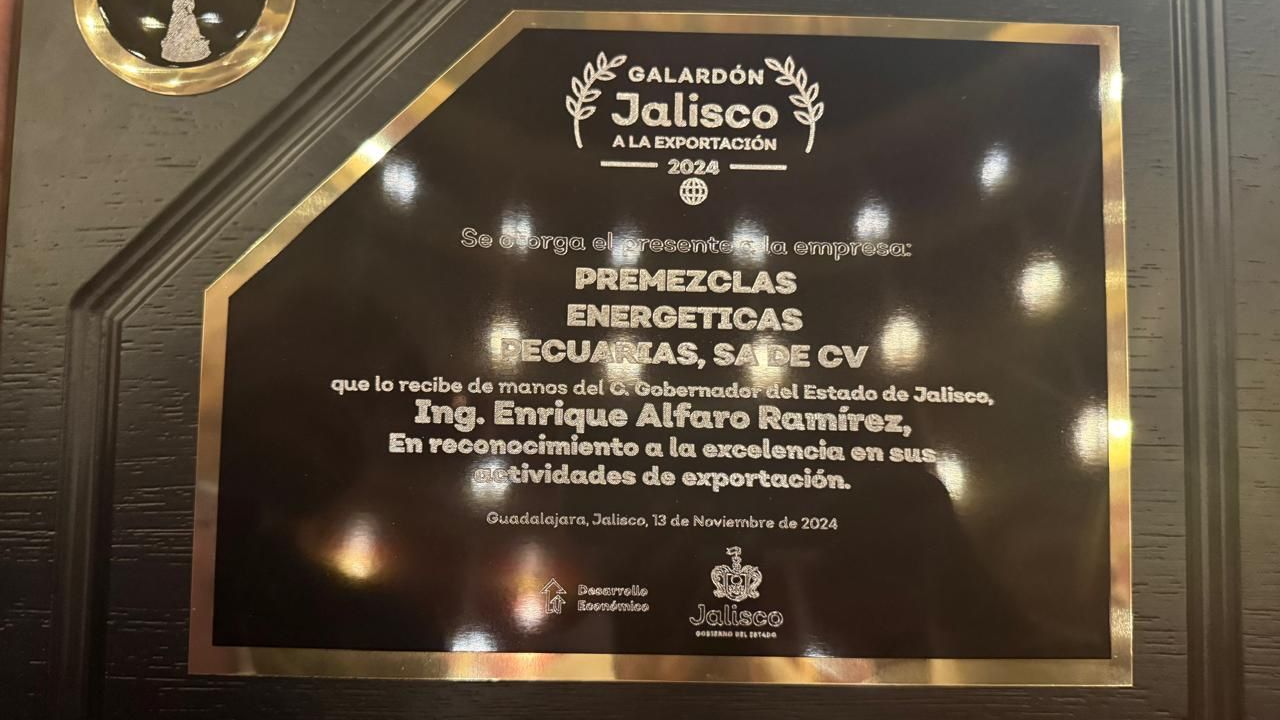 GALARDÓN
Jalisco
A LA EXPORTACIÓN
2024
Se otorga el presente a la empresa:
PREMEZCLAS
ENERGETICAS
PECUARIAS, SA DE CV
que lo recibe de manos del C. Gobernador del Estado de Jalisco,
Ing. Enrique Alfaro Ramírez,
En reconocimiento a la excelencia en sus
actividades de exportación.
Guadalajara, Jalisco, 13 de Noviembre de 2024
Desarrollo
Económico
Jalisco
GOBIERNO DEL ESTADO